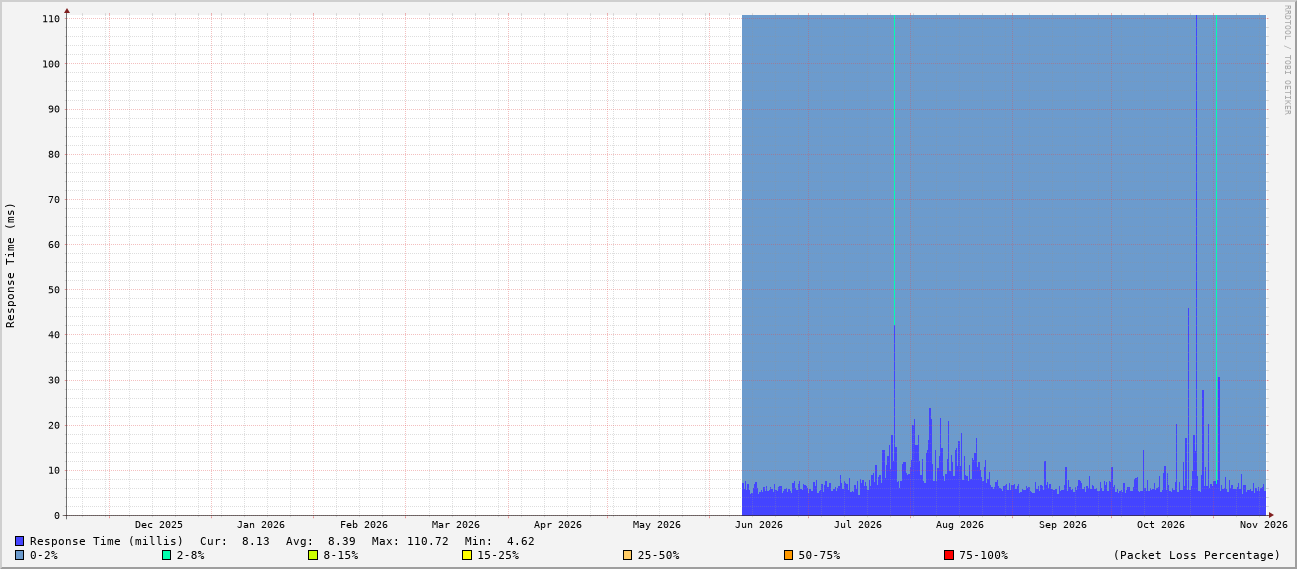 RRDTOOL / TOBI OETIKER
Response Time (ms)
110
100
90
80
70
60
50
40
30
20
10
0
Dec 2025 Jan 2026 Feb 2026 Mar 2026 Apr 2026 May 2026 Jun 2026 Jul 2026 Aug 2026 Sep 2026 Oct 2026 Nov 2026
Response Time (millis) Cur: 8.13 Avg: 8.39 Max: 110.72 Min: 4.62
0-2% 2-8% 8-15% 15-25% 25-50% 50-75% 75-100% (Packet Loss Percentage)